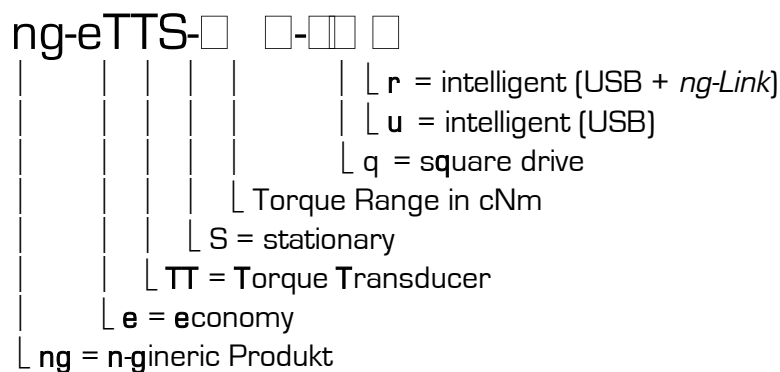 ng-eTTS-□ □-□□ □
r = intelligent (USB + ng-Link)
u = intelligent (USB)
q = square drive
Torque Range in cNm
S = stationary
TT = Torque Transducer
e = economy
ng = n-gineric Produkt